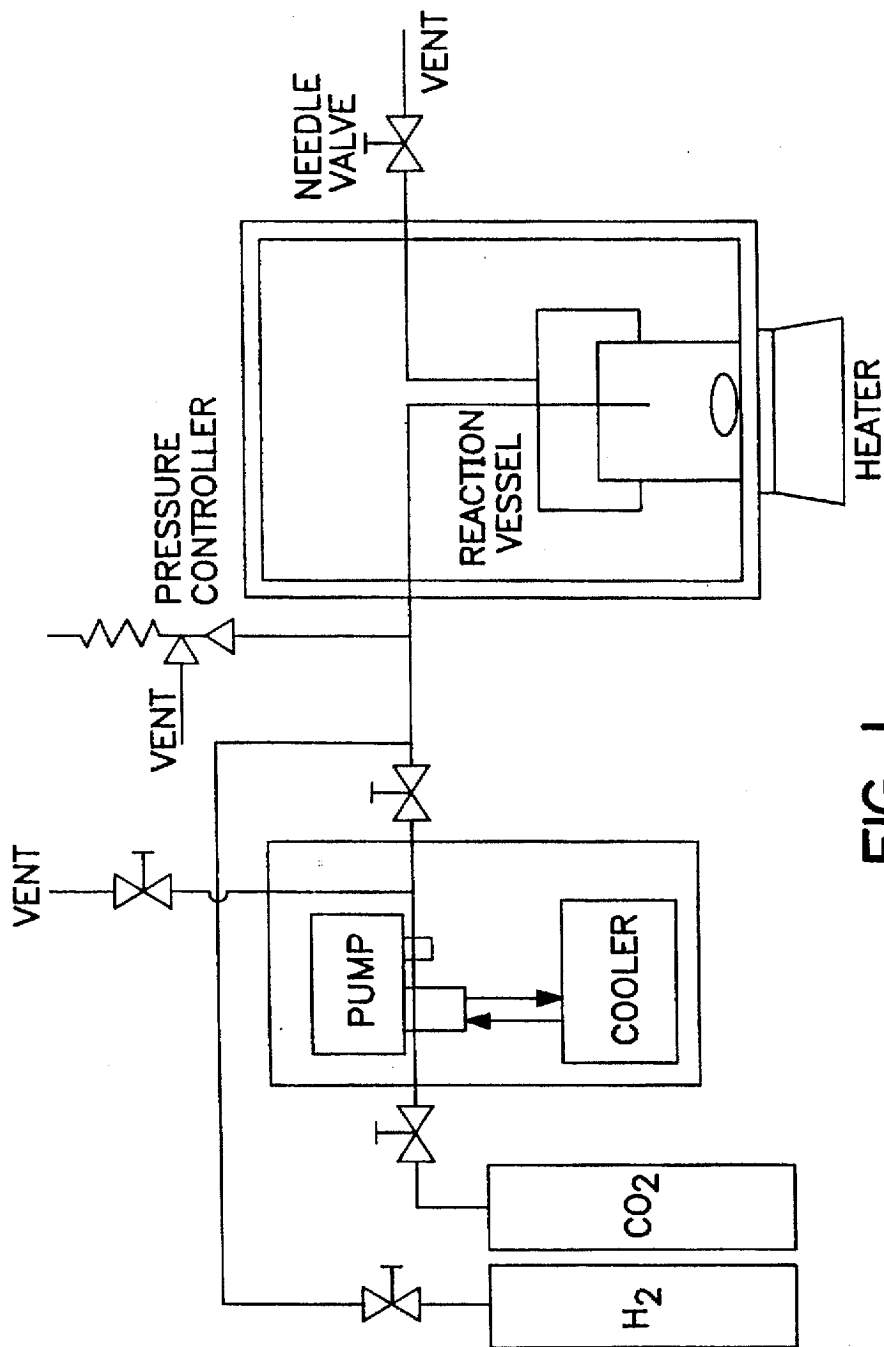 VENT
NEEDLE
VALVE
VENT
PRESSURE
CONTROLLER
VENT
REACTION
VESSEL
HEATER
PUMP
COOLER
CO2
H2
FIG. 1